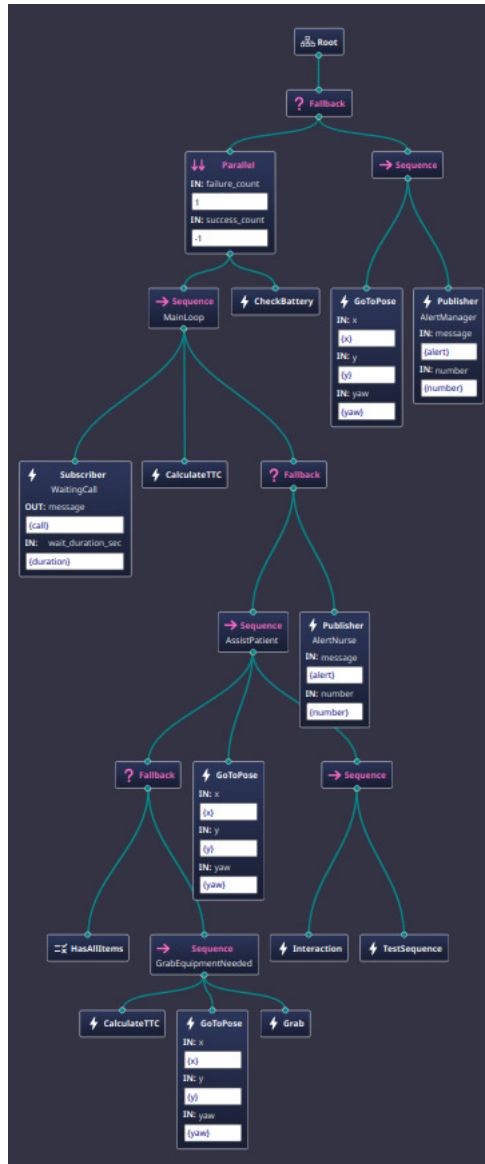 Root
Fallback
Parallel
IN: failure_count
1
IN: success_count
-1
Sequence
GoToPose
IN: x
{x}
IN: y
{y}
IN: yaw
{yaw}
Publisher
AlertManager
IN: message
{alert}
IN: number
{number}
Sequence
MainLoop
CheckBattery
Subscriber
WaitingCall
OUT: message
{call}
IN: wait_duration_sec
{duration}
CalculateTTC
Fallback
Sequence
AssistPatient
Publisher
AlertNurse
IN: message
{alert}
IN: number
{number}
Fallback
GoToPose
IN: x
{x}
IN: y
{y}
IN: yaw
{yaw}
Sequence
HasAllItems
Sequence
GrabEquipmentNeeded
Interaction
TestSequence
CalculateTTC
GoToPose
IN: x
{x}
IN: y
{y}
IN: yaw
{yaw}
Grab